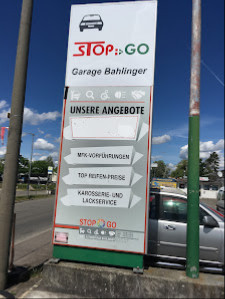 STOP GO
Garage Bahlinger
UNSERE ANGEBOTE
MFK-VORFÜHRUNGEN
TOP REIFEN-PREISE
KAROSSERIE- UND
LACKSERVICE
STOP GO